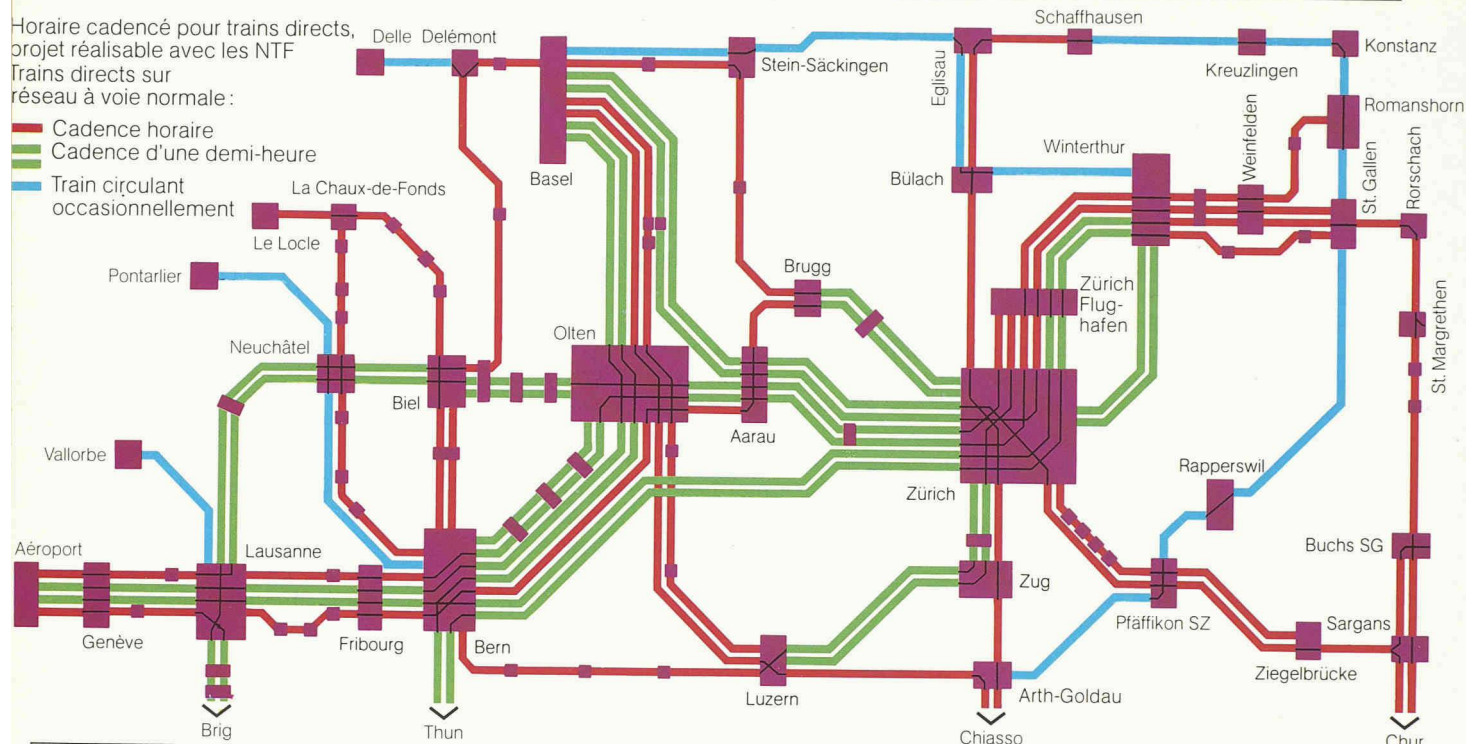 Horaire cadencé pour trains directs,
projet réalisable avec les NTF
Trains directs sur
réseau à voie normale :
Cadence horaire
Cadence d'une demi-heure
Train circulant
occasionnellement
Delle
Delémont
Basel
Stein-Säckingen
Eglisau
Schaffhausen
Kreuzlingen
Konstanz
Romanshorn
La Chaux-de-Fonds
Le Locle
Bülach
Winterthur
Weinfelden
St. Gallen
Rorschach
Pontarlier
Neuchâtel
Biel
Olten
Aarau
Brugg
Zürich
Flug-
hafen
St. Margrethen
Vallorbe
Zürich
Rapperswil
Aéroport
Genève
Lausanne
Fribourg
Bern
Luzern
Zug
Arth-Goldau
Pfäffikon SZ
Ziegelbrücke
Sargans
Buchs SG
Brig
Thun
Chiasso
Chur